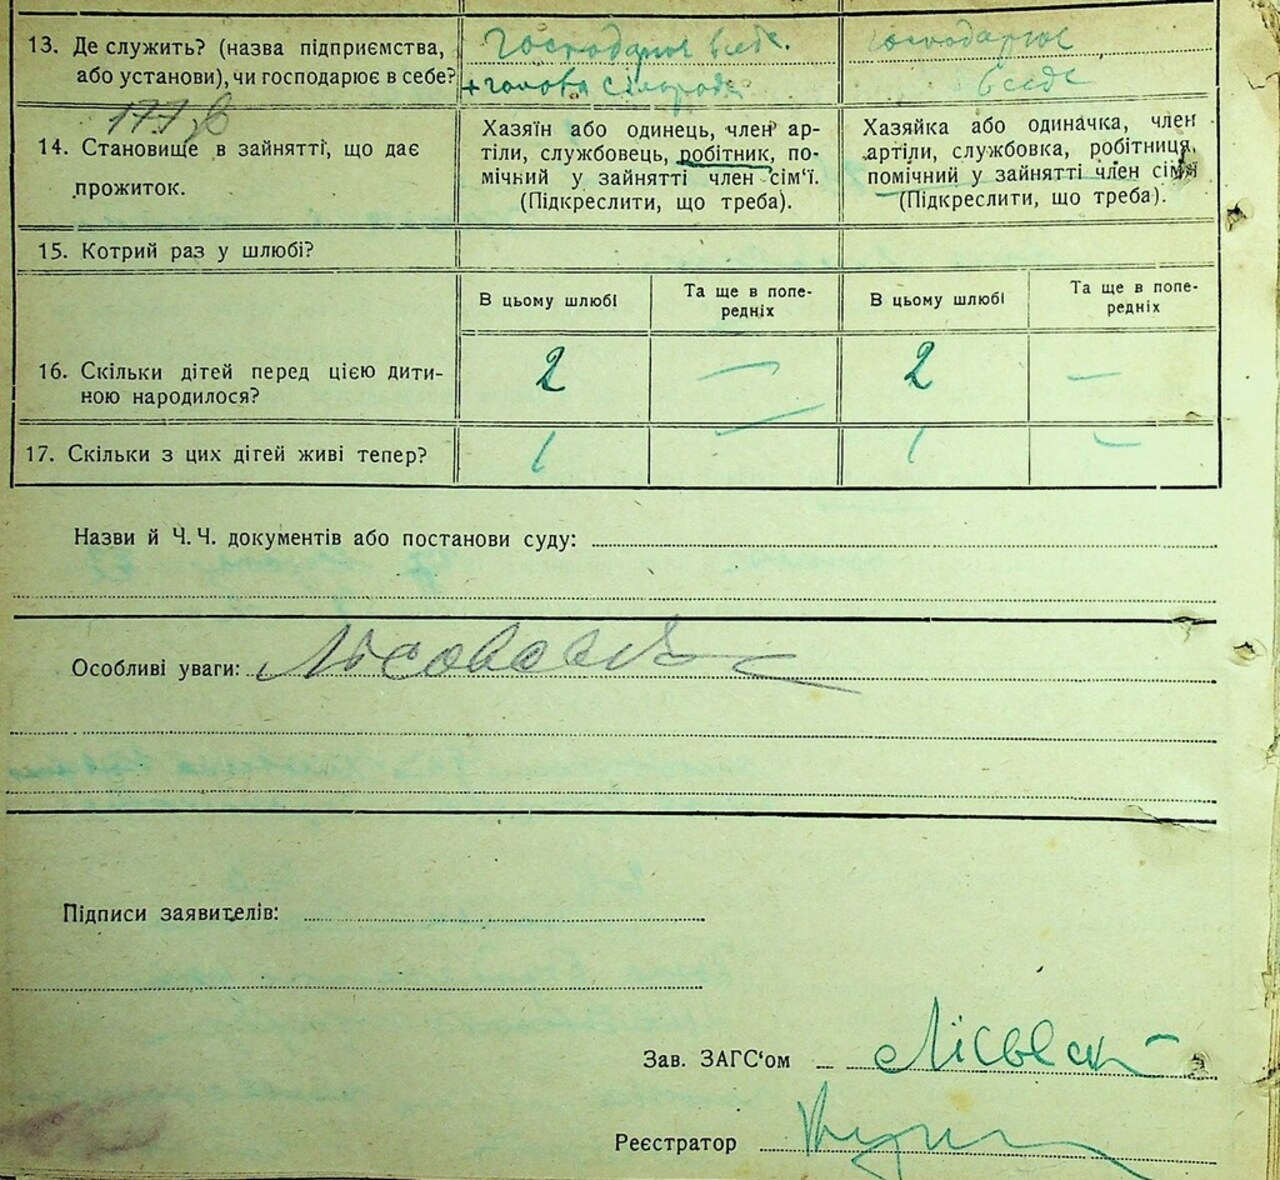 13. Де служить? (назва підприємства,
або установи), чи господарює в себе?
Господарює в себе.
+ голова сільради
господарює
в себе
14. Становище в зайнятті, що дає
прожиток.
Хазяїн або одинець, член ар-
тіли, службовець, робітник, по-
мічний у зайнятті член сім‘ї.
(Підкреслити, що треба).
Хазяйка або одиначка, член
артіли, службовка, робітниця,
помічний у зайнятті член сім‘ї
(Підкреслити, що треба).
15. Котрий раз у шлюбі?
В цьому шлюбі
Та ще в попе-
редніх
В цьому шлюбі
Та ще в попе-
редніх
16. Скільки дітей перед цією дити-
ною народилося?
2 — 2 —
17. Скільки з цих дітей живі тепер?
1 — 1 —
Назви й Ч. Ч. документів або постанови суду:
Особливі уваги:
Підписи заявителів:
Зав. ЗАГС‘ом
Реєстратор